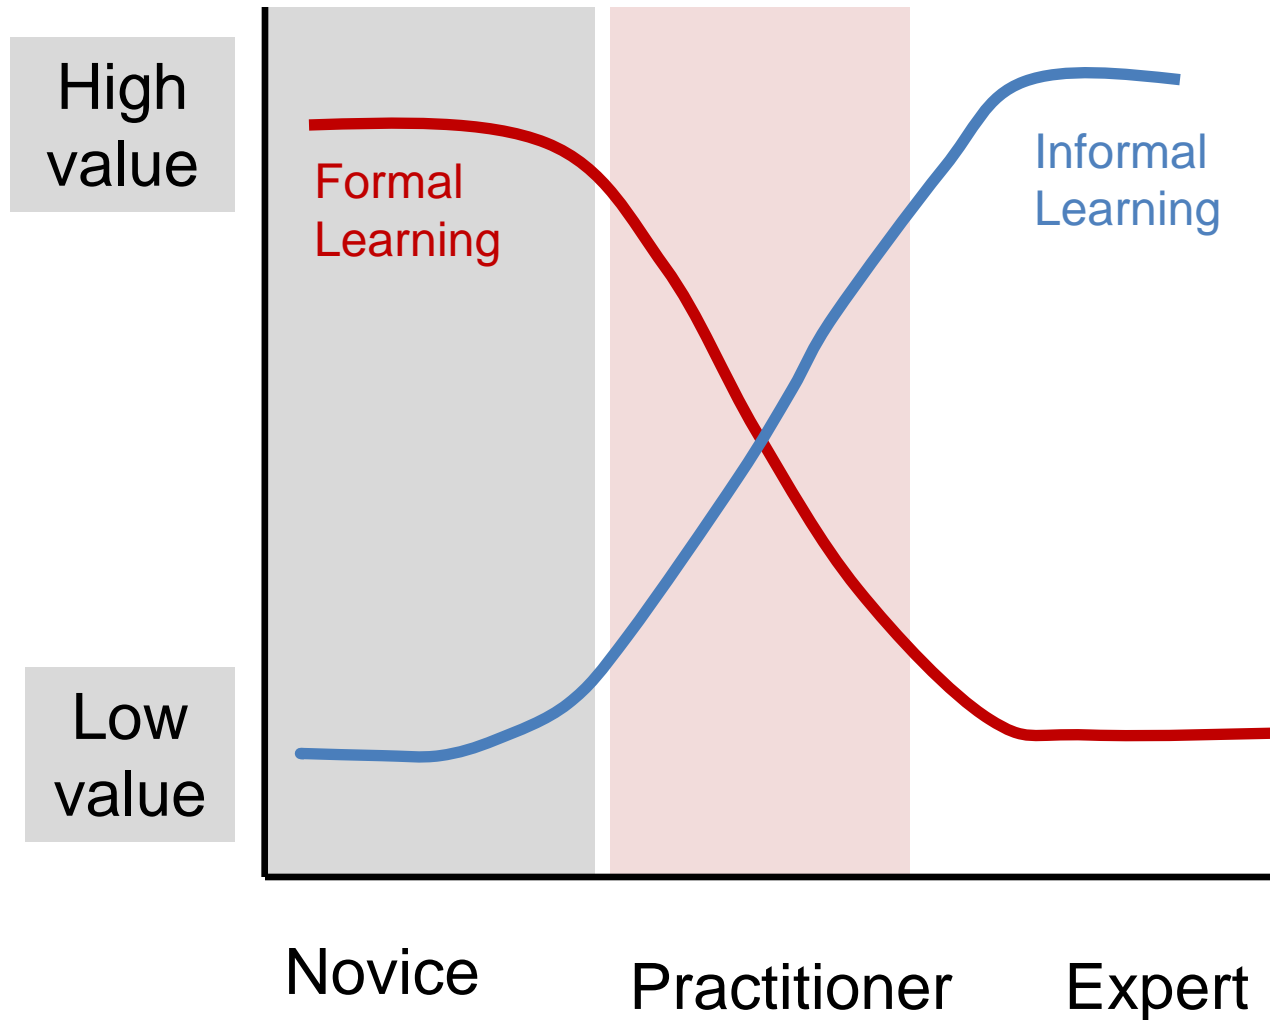 High
value
Formal
Learning
Informal
Learning
Low
value
Novice
Practitioner
Expert